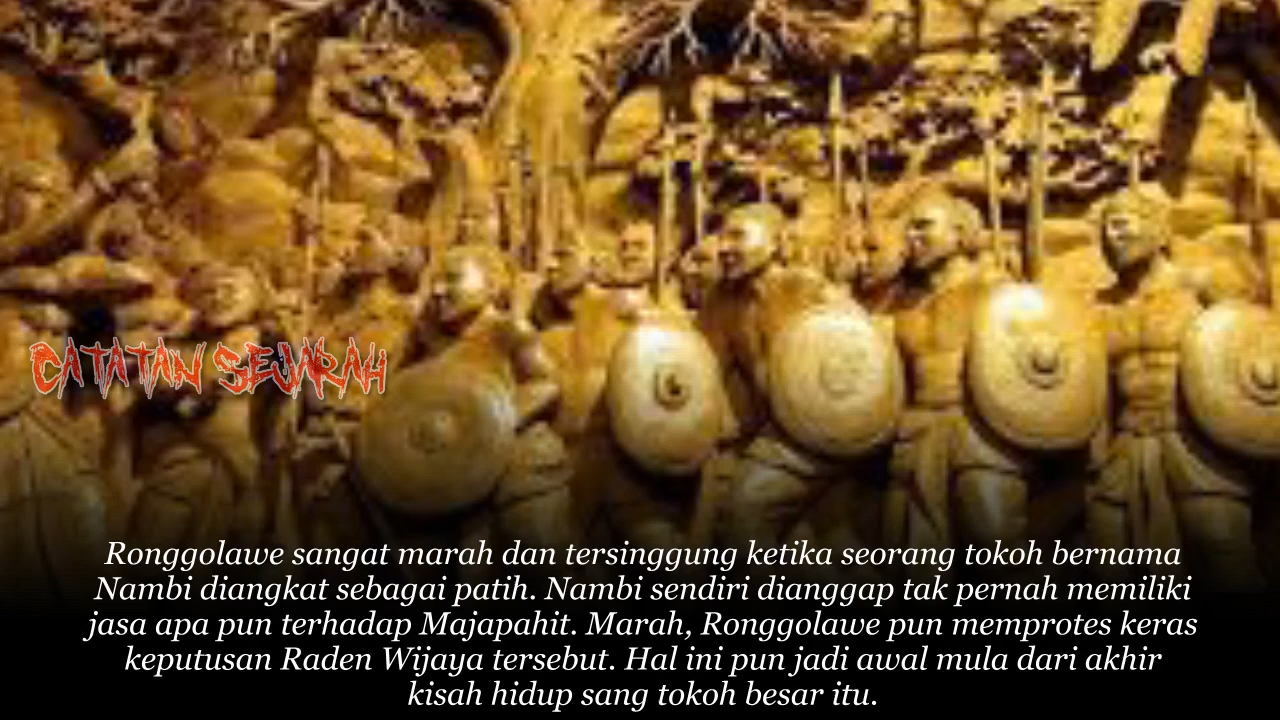 CATATAN SEJARAH
Ronggolawe sangat marah dan tersinggung ketika seorang tokoh bernama
Nambi diangkat sebagai patih. Nambi sendiri dianggap tak pernah memiliki
jasa apa pun terhadap Majapahit. Marah, Ronggolawe pun memprotes keras
keputusan Raden Wijaya tersebut. Hal ini pun jadi awal mula dari akhir
kisah hidup sang tokoh besar itu.